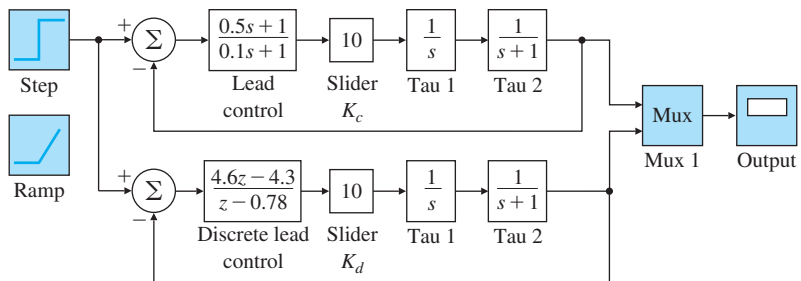 Step
Ramp
+
−
Σ
0.5s + 1
0.1s + 1
Lead
control
10
Slider
K_c
1
s
Tau 1
1
s + 1
Tau 2
+
−
Σ
4.6z − 4.3
z − 0.78
Discrete lead
control
10
Slider
K_d
1
s
Tau 1
1
s + 1
Tau 2
Mux
Mux 1
Output